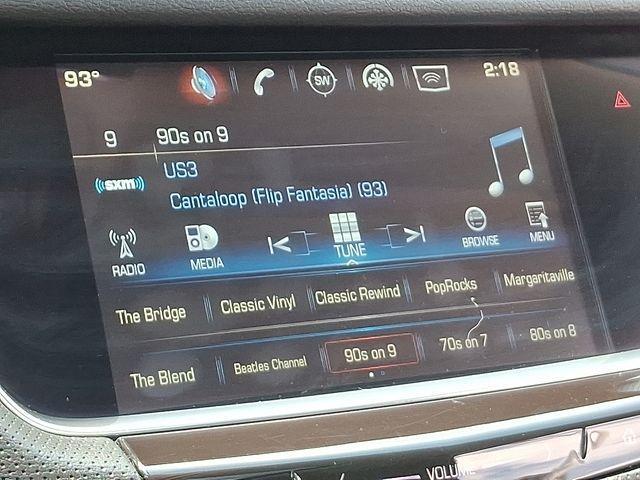 93° SW 2:18
9 90s on 9
((sxm)) US3
Cantaloop (Flip Fantasia) (93)
RADIO MEDIA TUNE BROWSE MENU
The Bridge Classic Vinyl Classic Rewind PopRocks Margaritaville
The Blend Beatles Channel 90s on 9 70s on 7 80s on 8
VOLUME